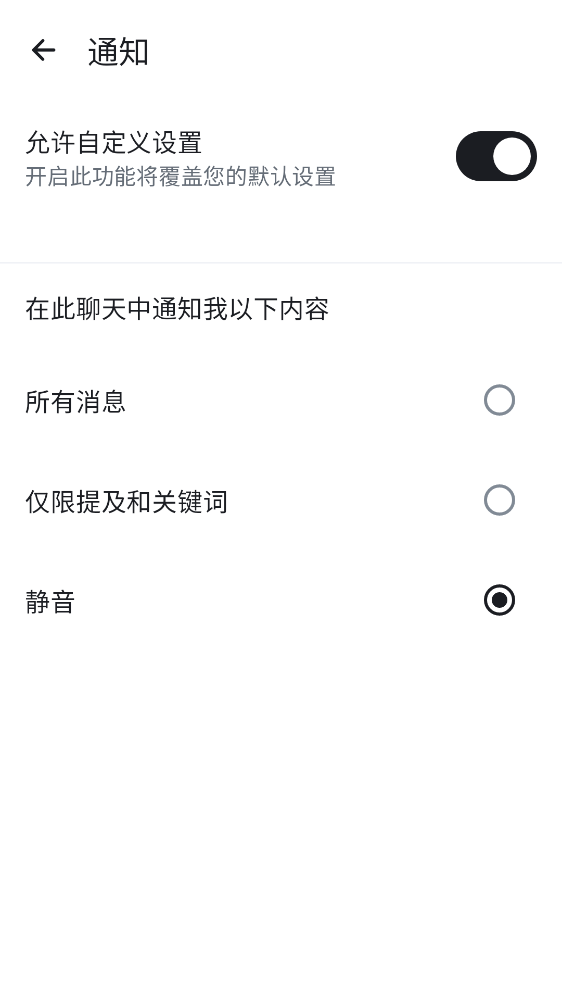 通知
允许自定义设置
开启此功能将覆盖您的默认设置
在此聊天中通知我以下内容
所有消息
仅限提及和关键词
静音